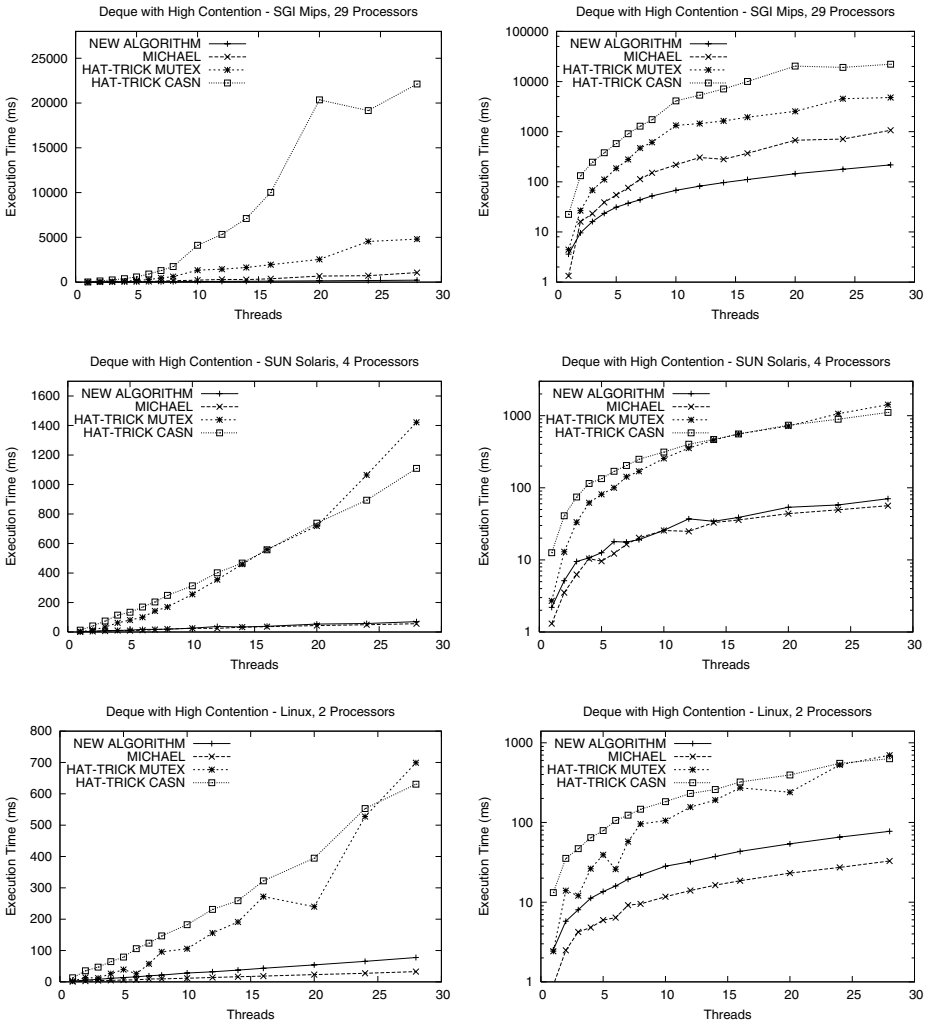 Deque with High Contention - SGI Mips, 29 Processors
NEW ALGORITHM
MICHAEL
HAT-TRICK MUTEX
HAT-TRICK CASN
25000
20000
15000
10000
5000
0
0 5 10 15 20 25 30
Execution Time (ms)
Threads
Deque with High Contention - SGI Mips, 29 Processors
NEW ALGORITHM
MICHAEL
HAT-TRICK MUTEX
HAT-TRICK CASN
100000
10000
1000
100
10
1
0 5 10 15 20 25 30
Execution Time (ms)
Threads
Deque with High Contention - SUN Solaris, 4 Processors
NEW ALGORITHM
MICHAEL
HAT-TRICK MUTEX
HAT-TRICK CASN
1600
1400
1200
1000
800
600
400
200
0
0 5 10 15 20 25 30
Execution Time (ms)
Threads
Deque with High Contention - SUN Solaris, 4 Processors
NEW ALGORITHM
MICHAEL
HAT-TRICK MUTEX
HAT-TRICK CASN
1000
100
10
1
0 5 10 15 20 25 30
Execution Time (ms)
Threads
Deque with High Contention - Linux, 2 Processors
NEW ALGORITHM
MICHAEL
HAT-TRICK MUTEX
HAT-TRICK CASN
800
700
600
500
400
300
200
100
0
0 5 10 15 20 25 30
Execution Time (ms)
Threads
Deque with High Contention - Linux, 2 Processors
NEW ALGORITHM
MICHAEL
HAT-TRICK MUTEX
HAT-TRICK CASN
1000
100
10
1
0 5 10 15 20 25 30
Execution Time (ms)
Threads